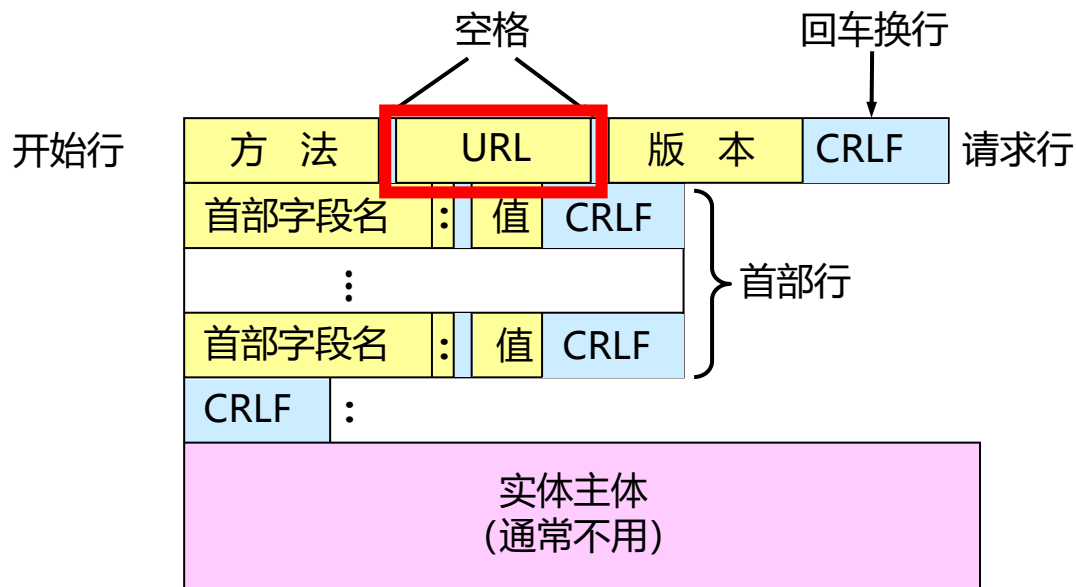 空格 回车换行
开始行 方 法 URL 版 本 CRLF 请求行
首部字段名 : 值 CRLF
⋮ 首部行
首部字段名 : 值 CRLF
CRLF :
实体主体
(通常不用)